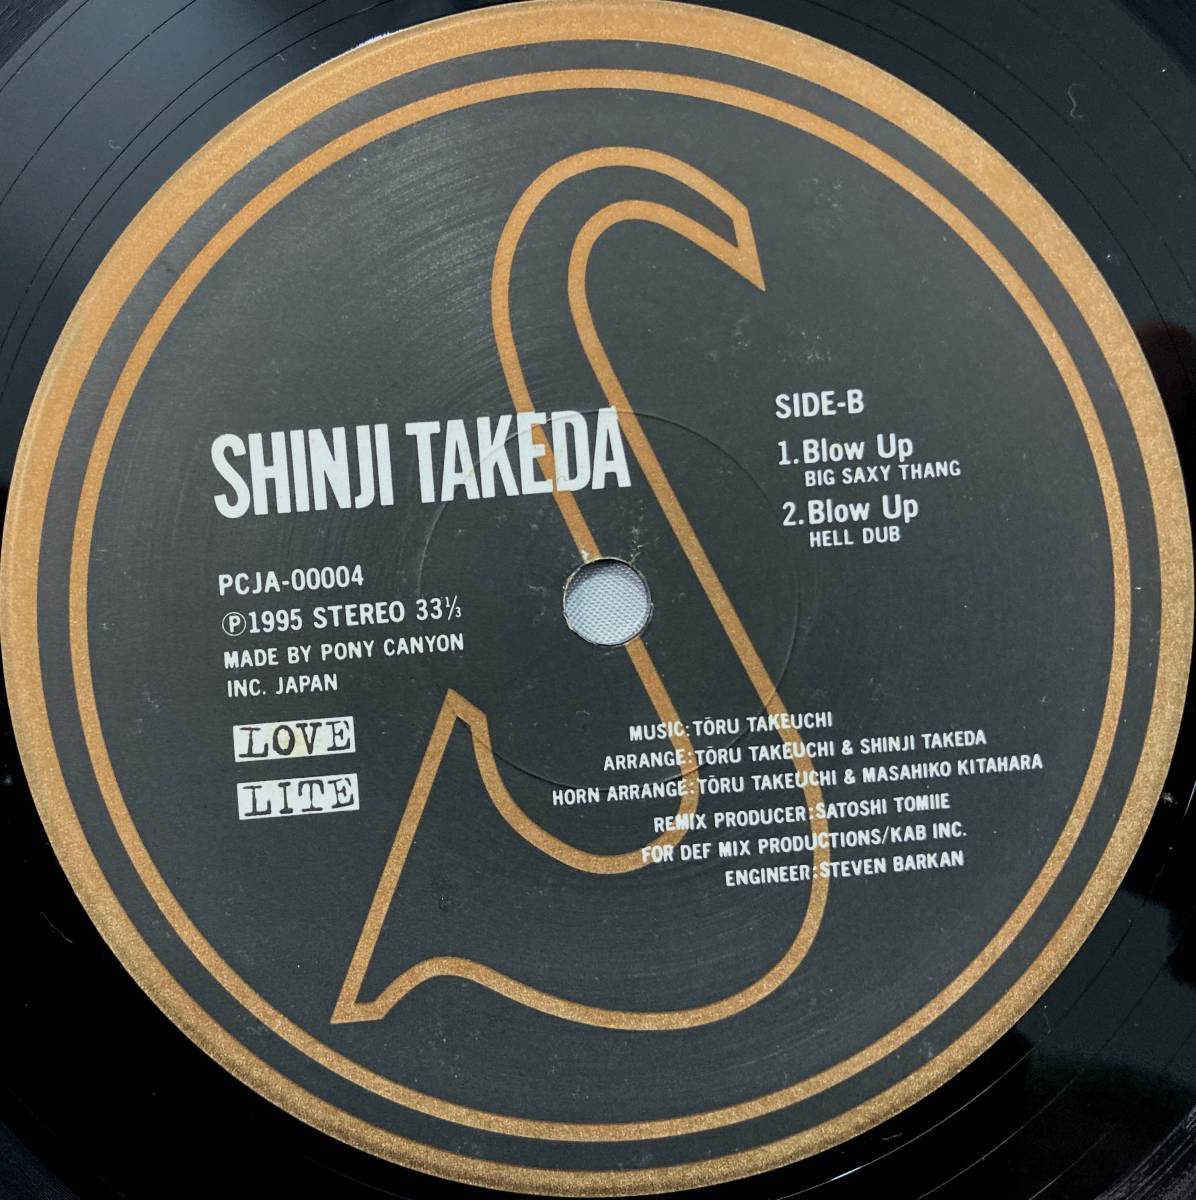 SHINJI TAKEDA
PCJA-00004
Ⓟ1995 STEREO 33⅓
MADE BY PONY CANYON
INC. JAPAN
LOVE
LITE
SIDE-B
1. Blow Up
BIG SAXY THANG
2. Blow Up
HELL DUB
MUSIC: TŌRU TAKEUCHI
ARRANGE: TŌRU TAKEUCHI & SHINJI TAKEDA
HORN ARRANGE: TŌRU TAKEUCHI & MASAHIKO KITAHARA
REMIX PRODUCER: SATOSHI TOMIIE
FOR DEF MIX PRODUCTIONS/KAB INC.
ENGINEER: STEVEN BARKAN